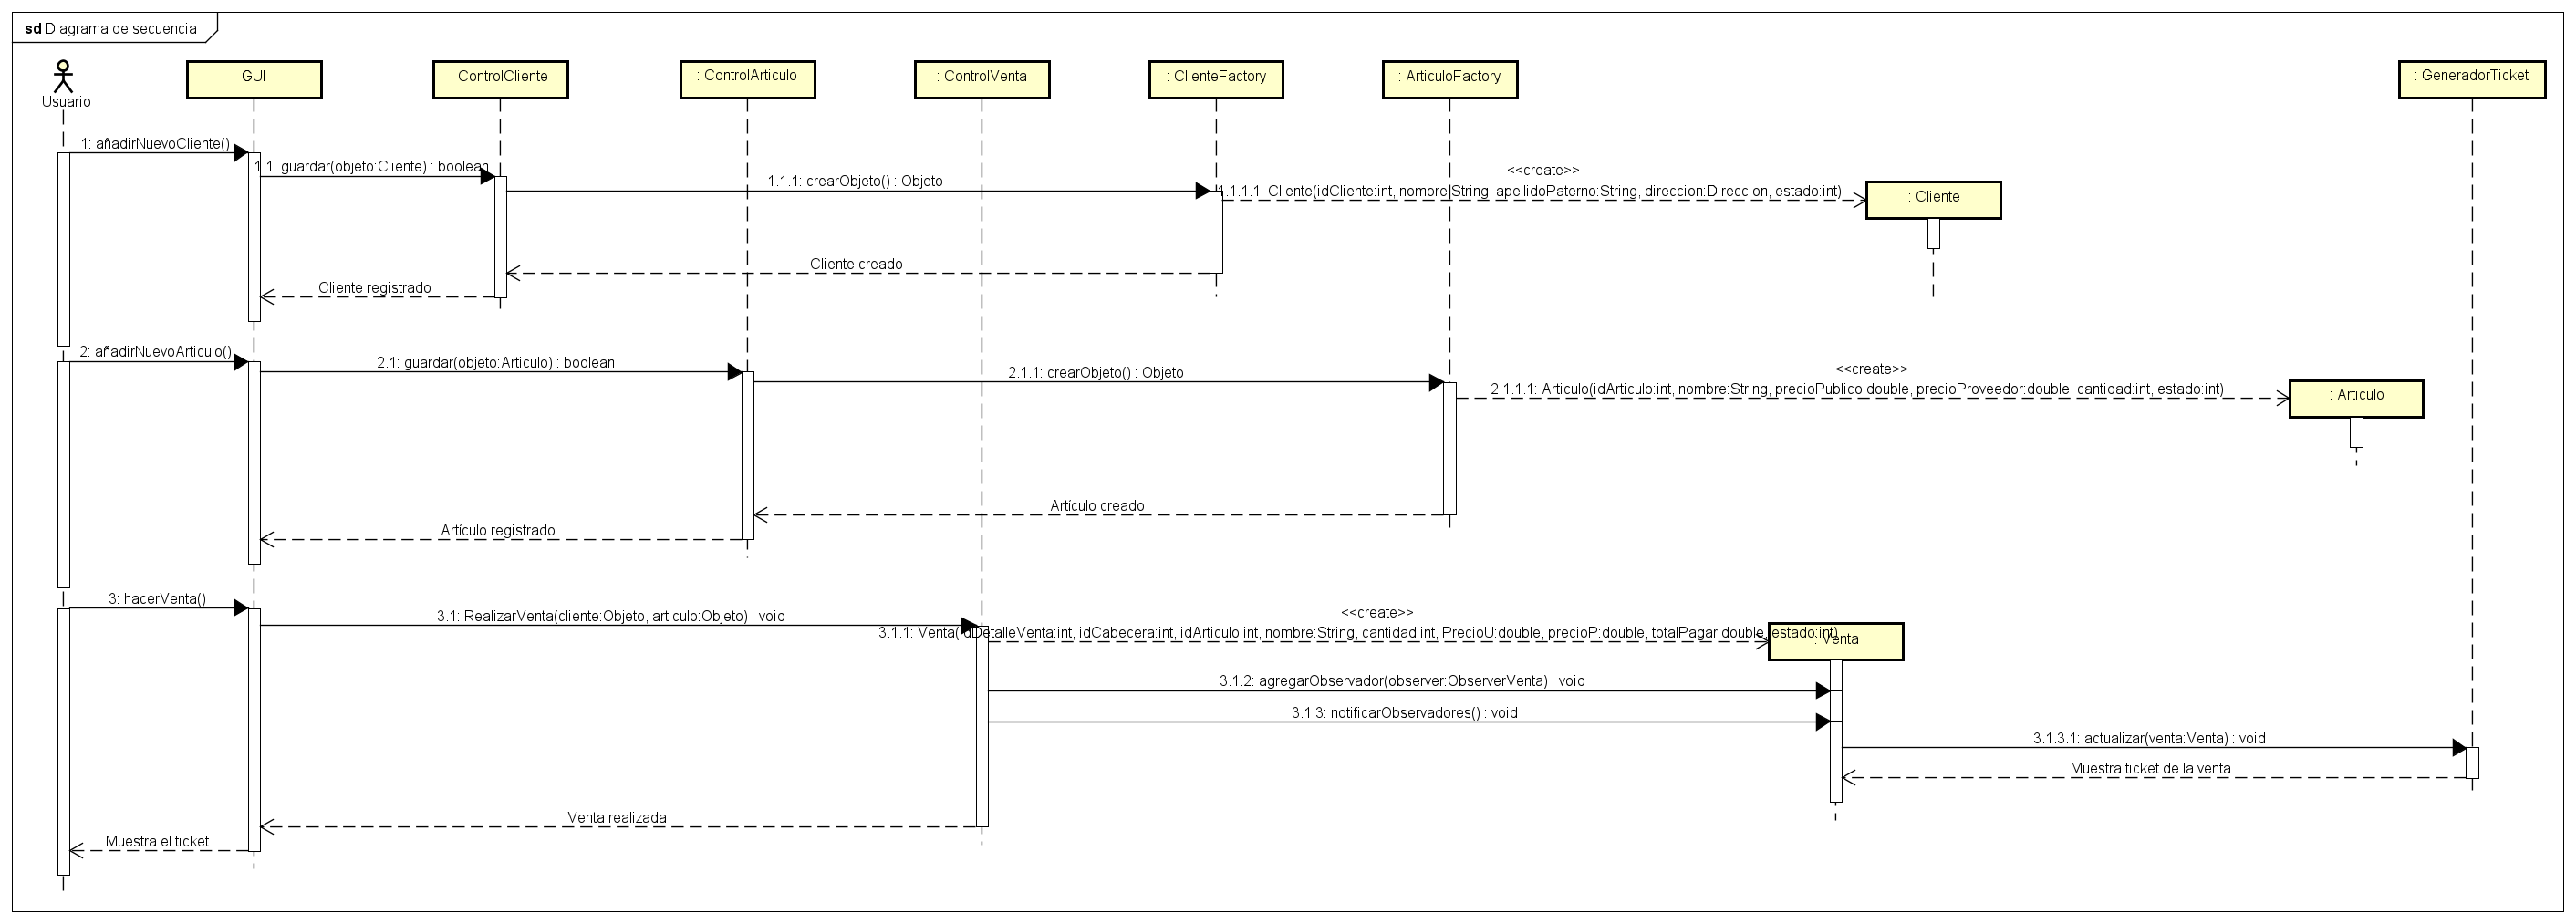 sd Diagrama de secuencia
: Usuario
GUI
: ControlCliente
: ControlArticulo
: ControlVenta
: ClienteFactory
: ArticuloFactory
: GeneradorTicket
1: añadirNuevoCliente()
1.1: guardar(objeto:Cliente) : boolean
1.1.1: crearObjeto() : Objeto
<<create>>
1.1.1.1: Cliente(idCliente:int, nombre:String, apellidoPaterno:String, direccion:Direccion, estado:int)
: Cliente
Cliente creado
Cliente registrado
2: añadirNuevoArticulo()
2.1: guardar(objeto:Articulo) : boolean
2.1.1: crearObjeto() : Objeto
<<create>>
2.1.1.1: Articulo(idArticulo:int, nombre:String, precioPublico:double, precioProveedor:double, cantidad:int, estado:int)
: Articulo
Artículo creado
Artículo registrado
3: hacerVenta()
3.1: RealizarVenta(cliente:Objeto, articulo:Objeto) : void
<<create>>
3.1.1: Venta(idDetalleVenta:int, idCabecera:int, idArticulo:int, nombre:String, cantidad:int, PrecioU:double, precioP:double, totalPagar:double, estado:int)
: Venta
3.1.2: agregarObservador(observer:ObserverVenta) : void
3.1.3: notificarObservadores() : void
3.1.3.1: actualizar(venta:Venta) : void
Muestra ticket de la venta
Venta realizada
Muestra el ticket